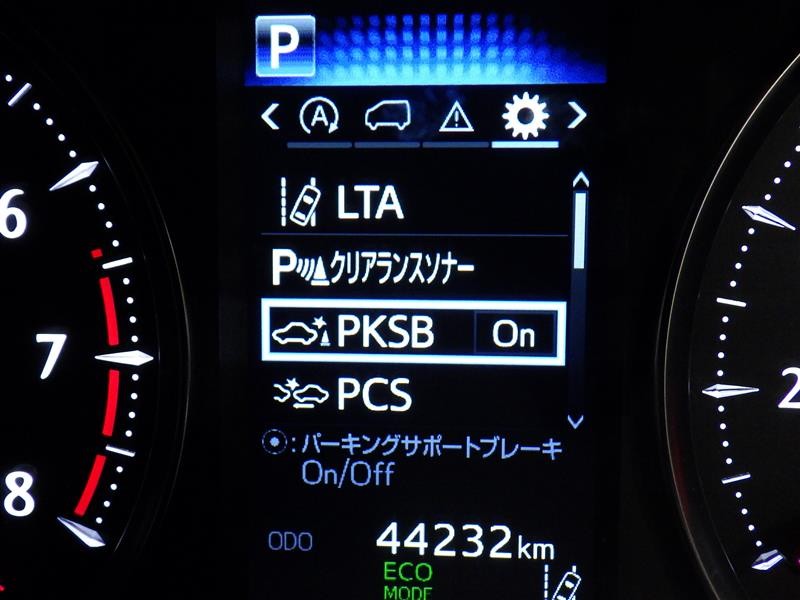 P
A
LTA
P クリアランスソナー
PKSB On
PCS
6
7
8
2
: パーキングサポートブレーキ
On/Off
ODO 44232km
ECO
MODE